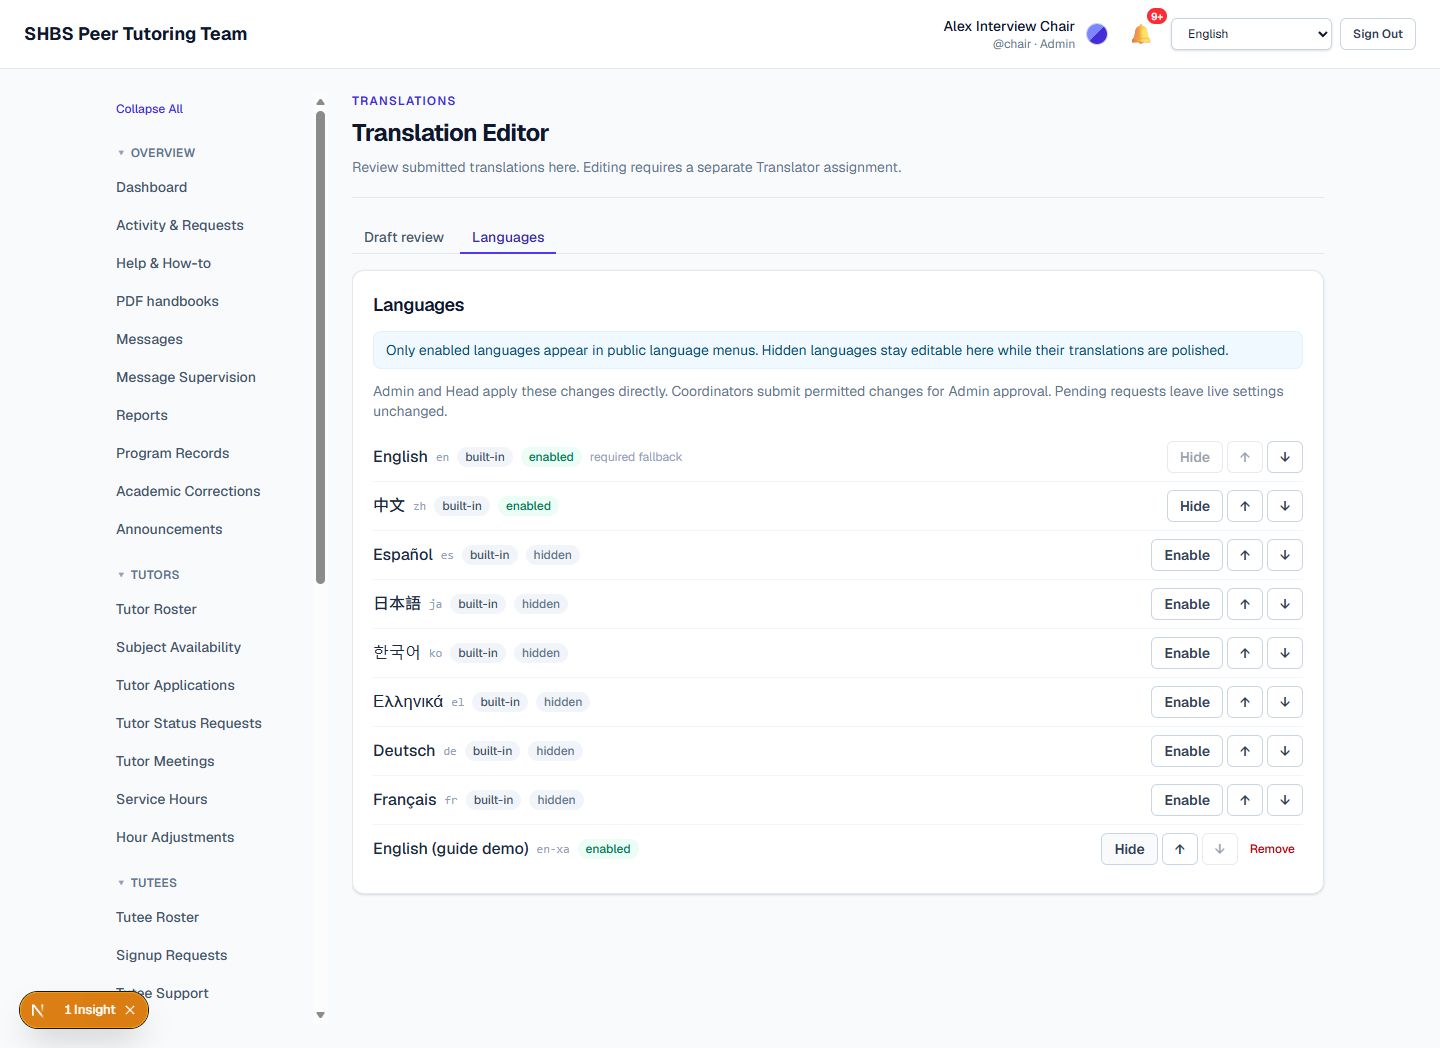 SHBS Peer Tutoring Team
Alex Interview Chair
@chair · Admin
9+
English
Sign Out
Collapse All
OVERVIEW
Dashboard
Activity & Requests
Help & How-to
PDF handbooks
Messages
Message Supervision
Reports
Program Records
Academic Corrections
Announcements
TUTORS
Tutor Roster
Subject Availability
Tutor Applications
Tutor Status Requests
Tutor Meetings
Service Hours
Hour Adjustments
TUTEES
Tutee Roster
Signup Requests
Tutee Support
1 Insight
TRANSLATIONS
Translation Editor
Review submitted translations here. Editing requires a separate Translator assignment.
Draft review Languages
Languages
Only enabled languages appear in public language menus. Hidden languages stay editable here while their translations are polished.
Admin and Head apply these changes directly. Coordinators submit permitted changes for Admin approval. Pending requests leave live settings
unchanged.
English en built-in enabled required fallback Hide ↑ ↓
中文 zh built-in enabled Hide ↑ ↓
Español es built-in hidden Enable ↑ ↓
日本語 ja built-in hidden Enable ↑ ↓
한국어 ko built-in hidden Enable ↑ ↓
Ελληνικά el built-in hidden Enable ↑ ↓
Deutsch de built-in hidden Enable ↑ ↓
Français fr built-in hidden Enable ↑ ↓
English (guide demo) en-xa enabled Hide ↑ ↓ Remove